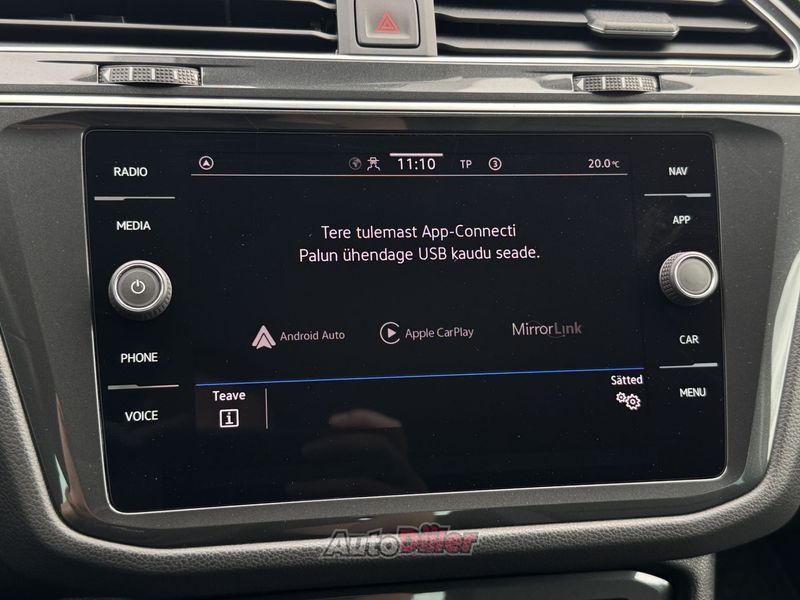 RADIO
MEDIA
PHONE
VOICE
11:10 TP 3 20.0°C
Tere tulemast App-Connecti
Palun ühendage USB kaudu seade.
Android Auto Apple CarPlay MirrorLink
Teave
Sätted
NAV
APP
CAR
MENU
AutoDiiler